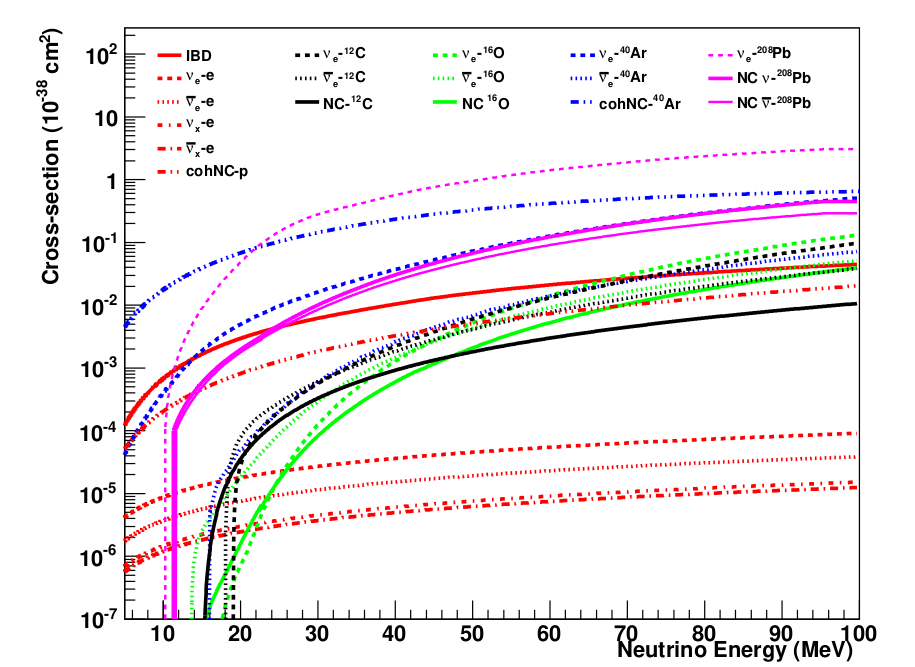 Cross-section (10⁻³⁸ cm²)
10²
10
1
10⁻¹
10⁻²
10⁻³
10⁻⁴
10⁻⁵
10⁻⁶
10⁻⁷
IBD
νₑ-e
ν̅ₑ-e
νₓ-e
ν̅ₓ-e
cohNC-p
νₑ-¹²C
ν̅ₑ-¹²C
NC-¹²C
νₑ-¹⁶O
ν̅ₑ-¹⁶O
NC ¹⁶O
νₑ-⁴⁰Ar
ν̅ₑ-⁴⁰Ar
cohNC-⁴⁰Ar
νₑ-²⁰⁸Pb
NC ν-²⁰⁸Pb
NC ν̅-²⁰⁸Pb
10 20 30 40 50 60 70 80 90 100
Neutrino Energy (MeV)